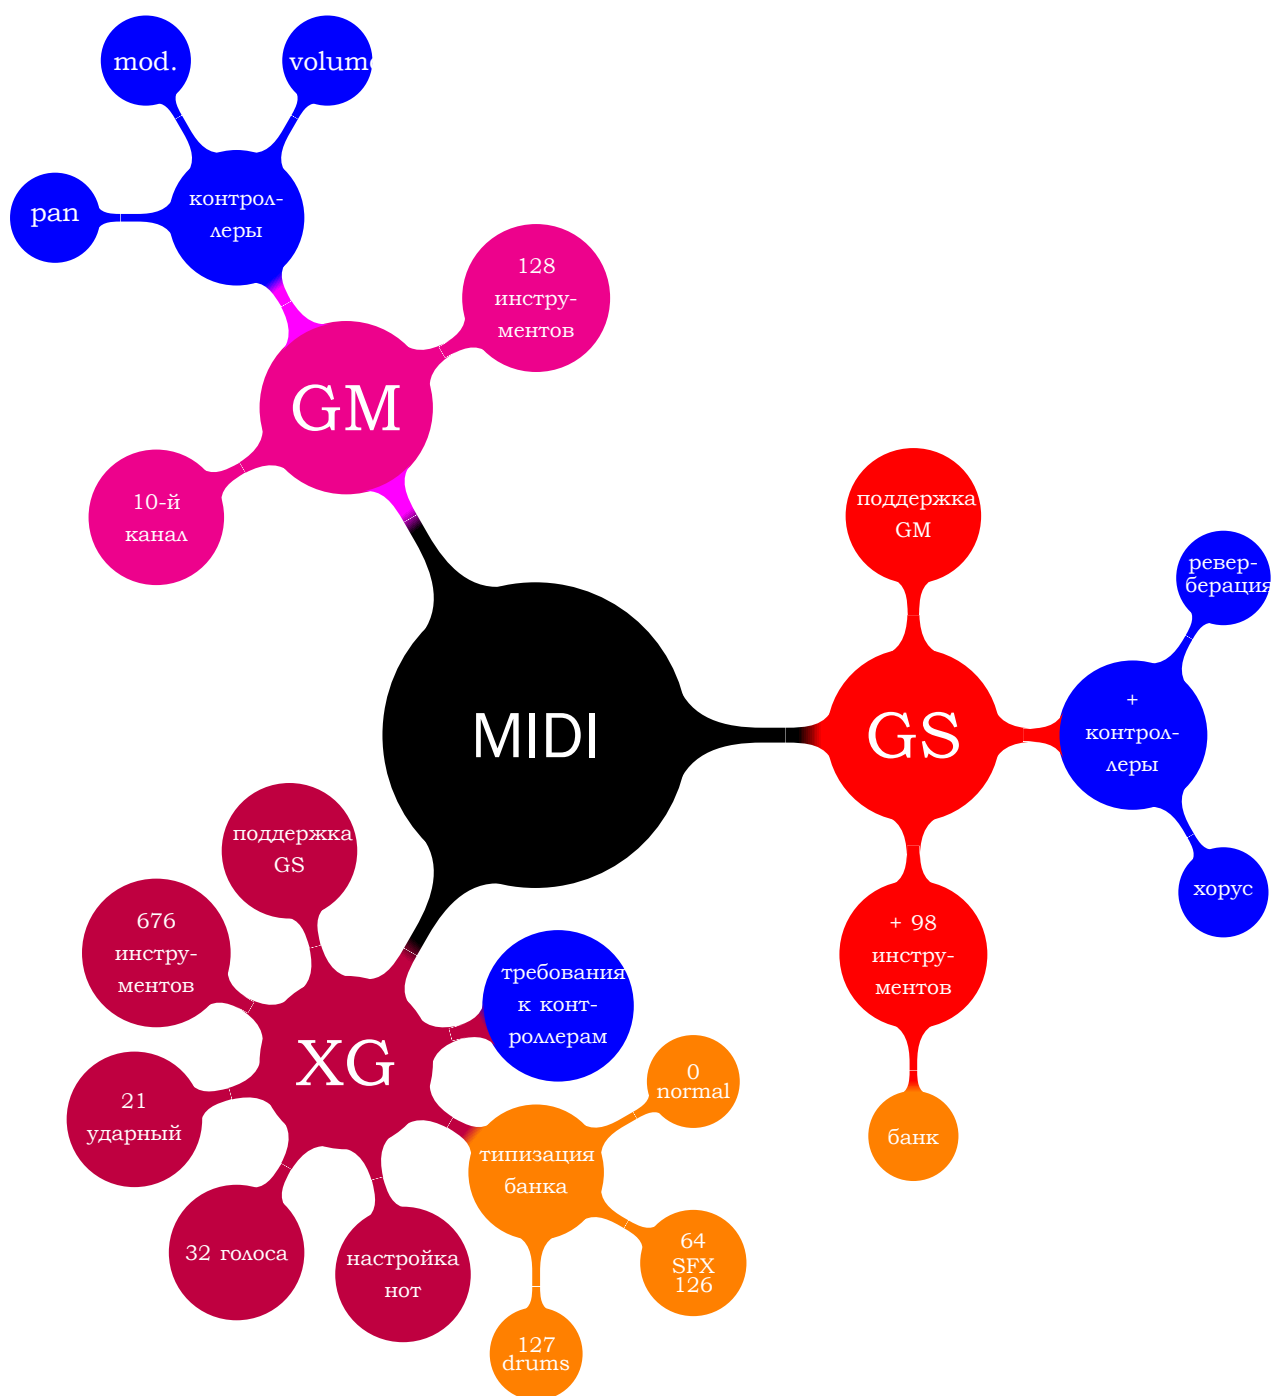 mod.
volume
pan
контрол-
леры
128
инстру-
ментов
GM
10-й
канал
MIDI
поддержка
GM
GS
+
контрол-
леры
ревер-
берация
хорус
+ 98
инстру-
ментов
банк
поддержка
GS
676
инстру-
ментов
21
ударный
32 голоса
настройка
нот
XG
требования
к конт-
роллерам
типизация
банка
0
normal
64
SFX
126
127
drums